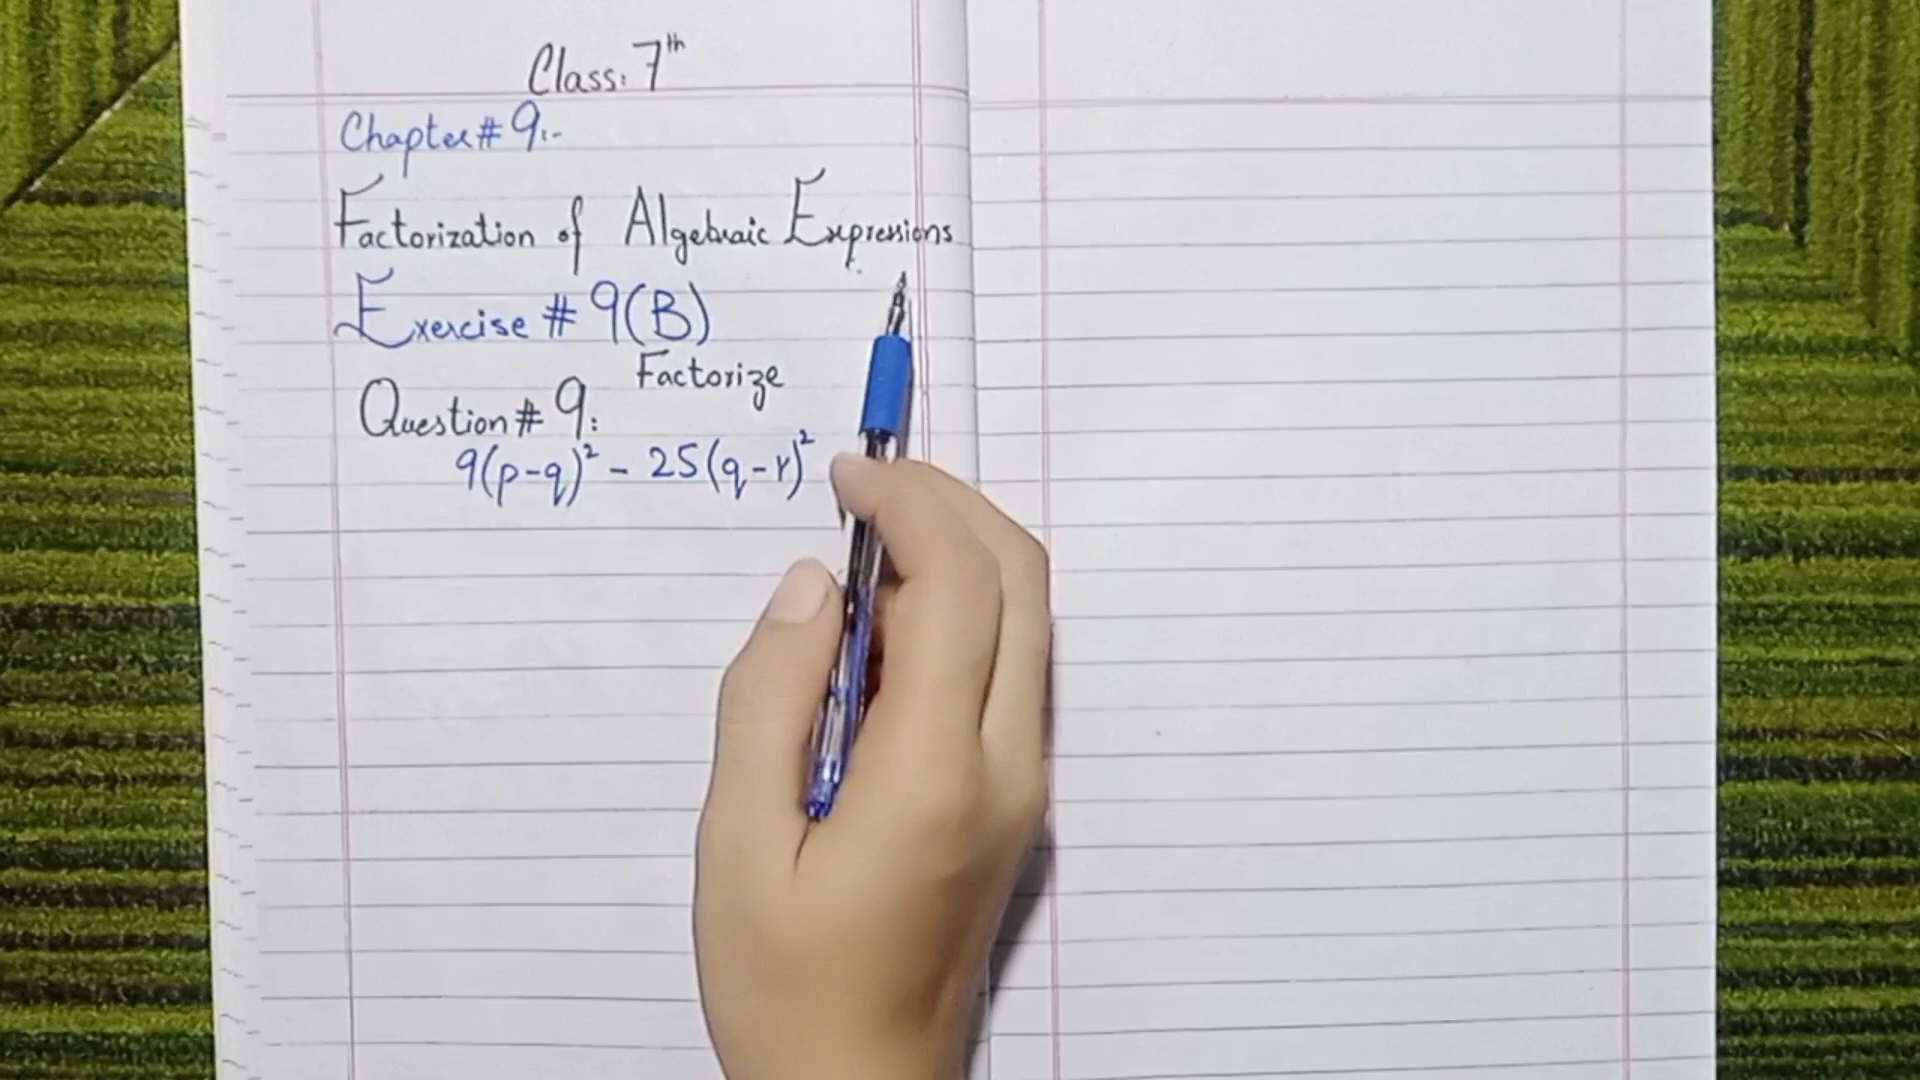 Class: 7th
Chapter # 9:-
Factorization of Algebraic Expressions
Exercise # 9(B)
Factorize
Question # 9:
9(p-q)² - 25(q-r)²